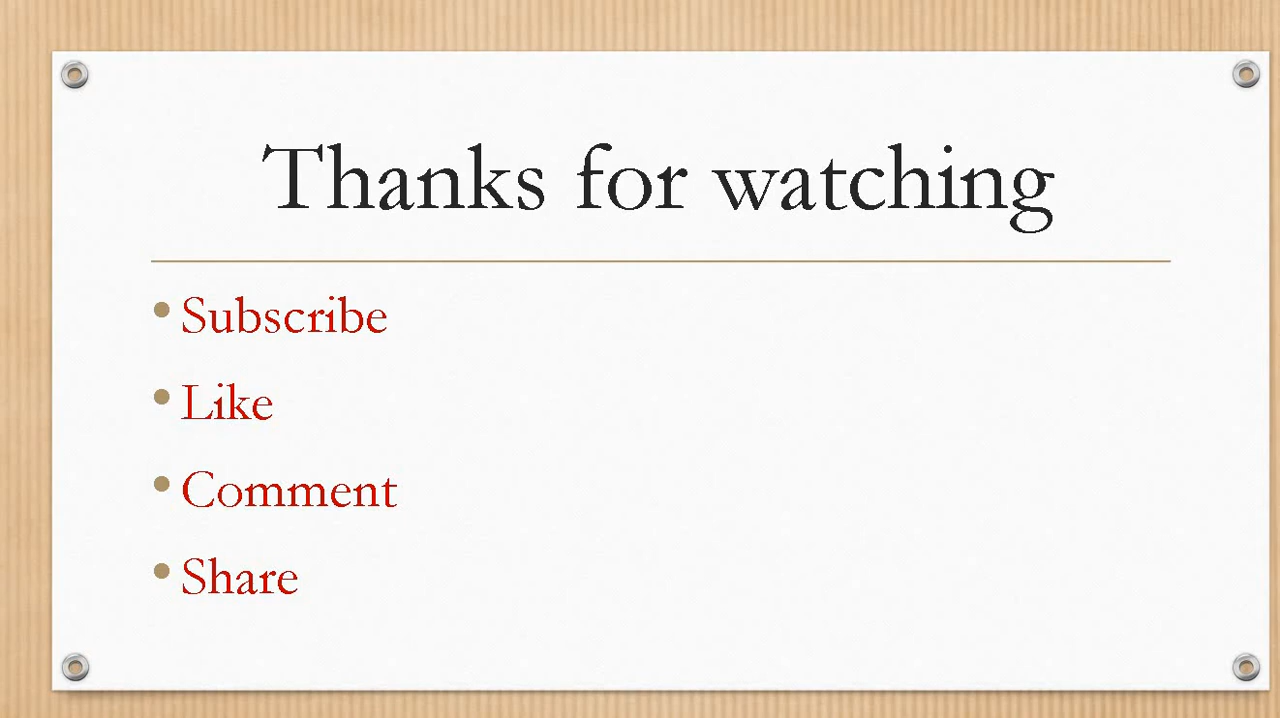 Thanks for watching
• Subscribe
• Like
• Comment
• Share